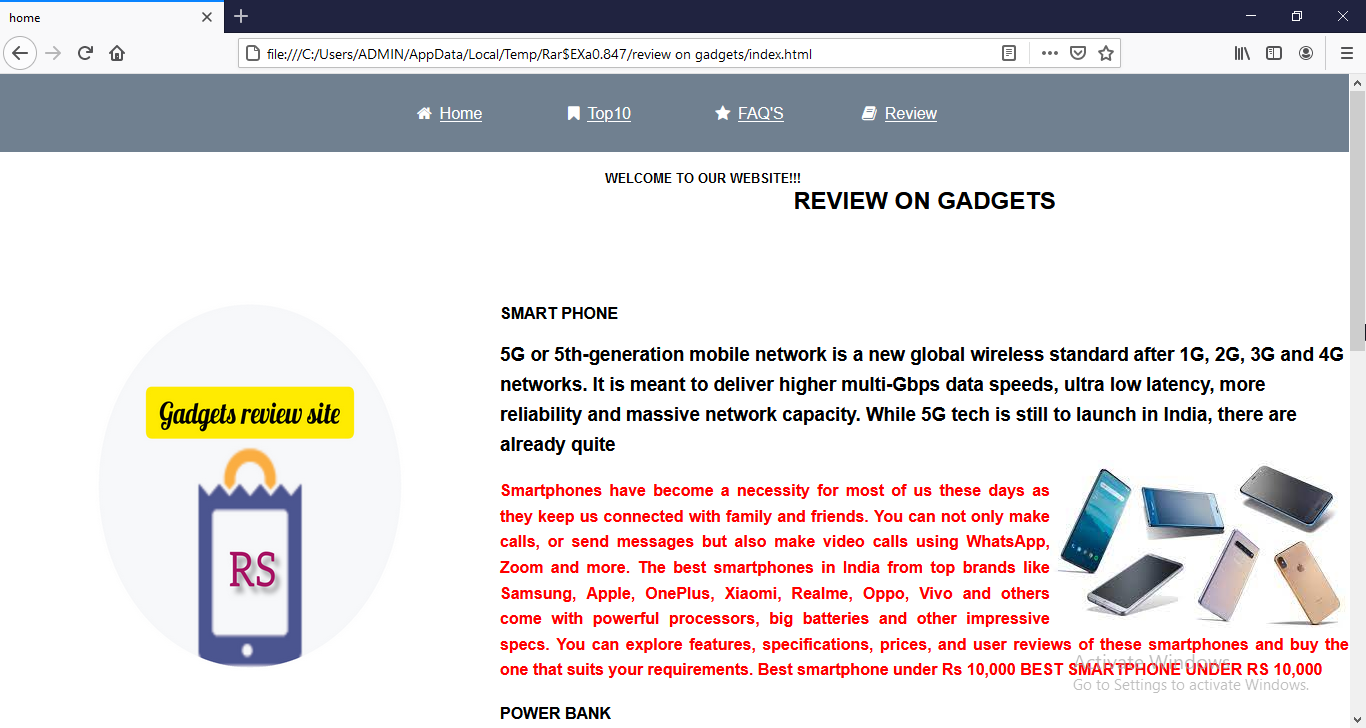 home
file:///C:/Users/ADMIN/AppData/Local/Temp/Rar$EXa0.847/review on gadgets/index.html
Home Top10 FAQ'S Review
WELCOME TO OUR WEBSITE!!!
REVIEW ON GADGETS
Gadgets review site
RS
SMART PHONE
5G or 5th-generation mobile network is a new global wireless standard after 1G, 2G, 3G and 4G
networks. It is meant to deliver higher multi-Gbps data speeds, ultra low latency, more
reliability and massive network capacity. While 5G tech is still to launch in India, there are
already quite
Smartphones have become a necessity for most of us these days as
they keep us connected with family and friends. You can not only make
calls, or send messages but also make video calls using WhatsApp,
Zoom and more. The best smartphones in India from top brands like
Samsung, Apple, OnePlus, Xiaomi, Realme, Oppo, Vivo and others
come with powerful processors, big batteries and other impressive
specs. You can explore features, specifications, prices, and user reviews of these smartphones and buy the
one that suits your requirements. Best smartphone under Rs 10,000 BEST SMARTPHONE UNDER RS 10,000
Activate Windows
Go to Settings to activate Windows.
POWER BANK